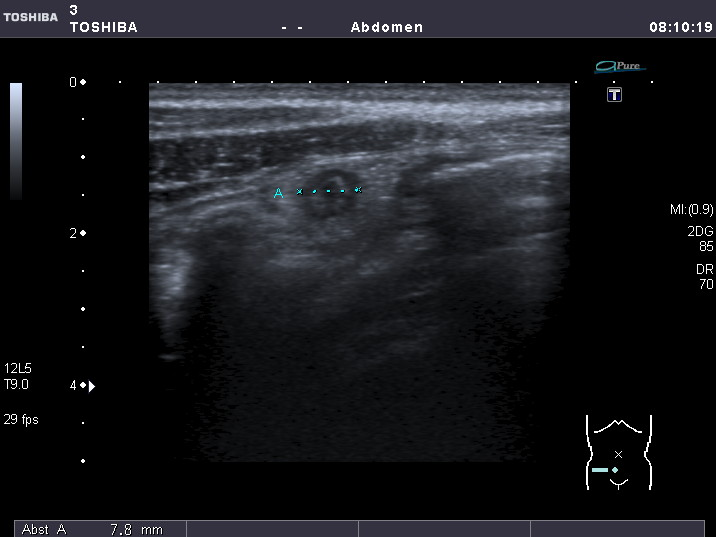 TOSHIBA
3
TOSHIBA - - Abdomen 08:10:19
aPure
T
0
A
2
4
MI:(0.9)
2DG
85
DR
70
12L5
T9.0
29 fps
Abst A 7.8 mm